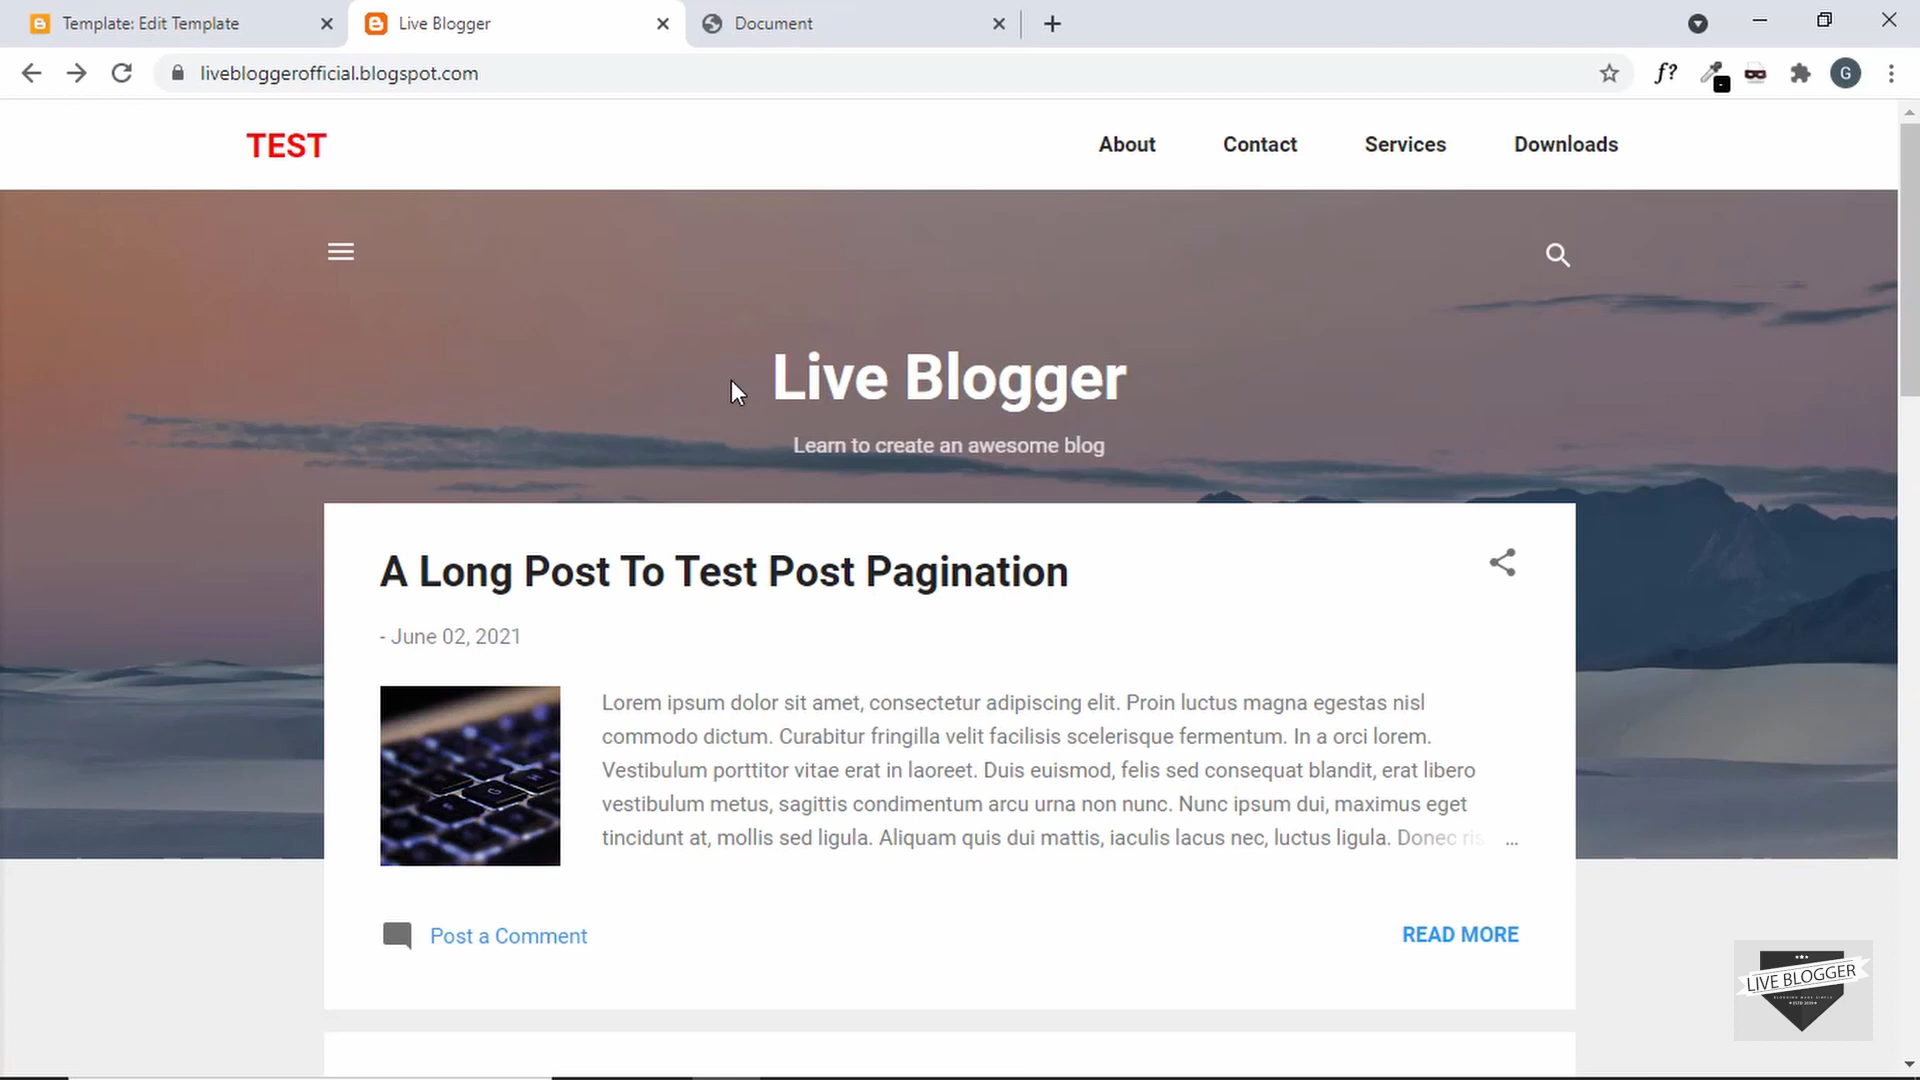 Template: Edit Template
Live Blogger
Document
livebloggerofficial.blogspot.com
f?
G
TEST
About
Contact
Services
Downloads
Live Blogger
Learn to create an awesome blog
A Long Post To Test Post Pagination
- June 02, 2021
Lorem ipsum dolor sit amet, consectetur adipiscing elit. Proin luctus magna egestas nisl
commodo dictum. Curabitur fringilla velit facilisis scelerisque fermentum. In a orci lorem.
Vestibulum porttitor vitae erat in laoreet. Duis euismod, felis sed consequat blandit, erat libero
vestibulum metus, sagittis condimentum arcu urna non nunc. Nunc ipsum dui, maximus eget
tincidunt at, mollis sed ligula. Aliquam quis dui mattis, iaculis lacus nec, luctus ligula. Donec ris ...
Post a Comment
READ MORE
LIVE BLOGGER